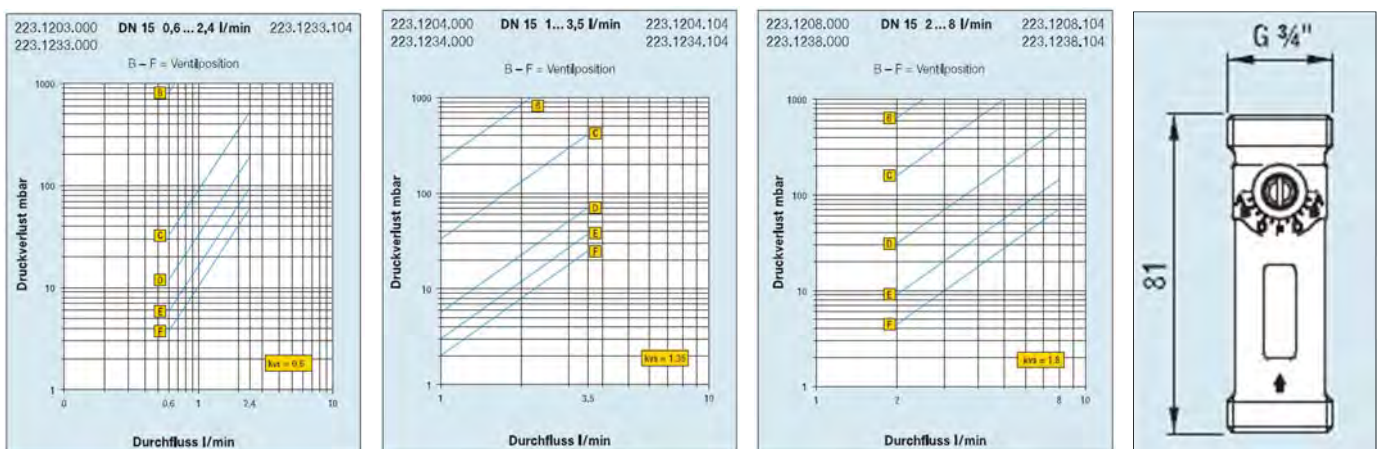 223.1203.000 DN 15 0,6 ... 2,4 l/min 223.1233.104
223.1233.000
B – F = Ventilposition
1000
100
10
1
Druckverlust mbar
B
C
D
E
F
kvs = 0,6
0 0,6 1 2,4 10
Durchfluss l/min
223.1204.000 DN 15 1... 3,5 l/min 223.1204.104
223.1234.000 223.1234.104
B – F = Ventilposition
1000
100
10
1
Druckverlust mbar
B
C
D
E
F
kvs = 1.35
1 3,5 10
Durchfluss l/min
223.1208.000 DN 15 2...8 l/min 223.1208.104
223.1238.000 223.1238.104
B – F = Ventilposition
1000
100
10
1
Druckverlust mbar
B
C
D
E
F
kvs = 1,8
1 2 8 10
Durchfluss l/min
G ¾"
81